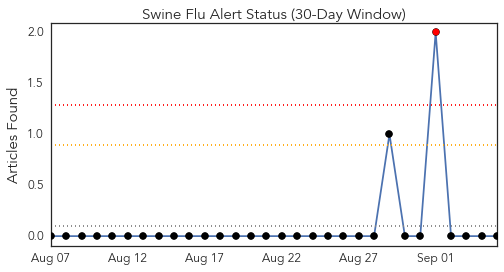 Swine Flu Alert Status (30-Day Window)
Articles Found
2.0
1.5
1.0
0.5
0.0
Aug 07
Aug 12
Aug 17
Aug 22
Aug 27
Sep 01